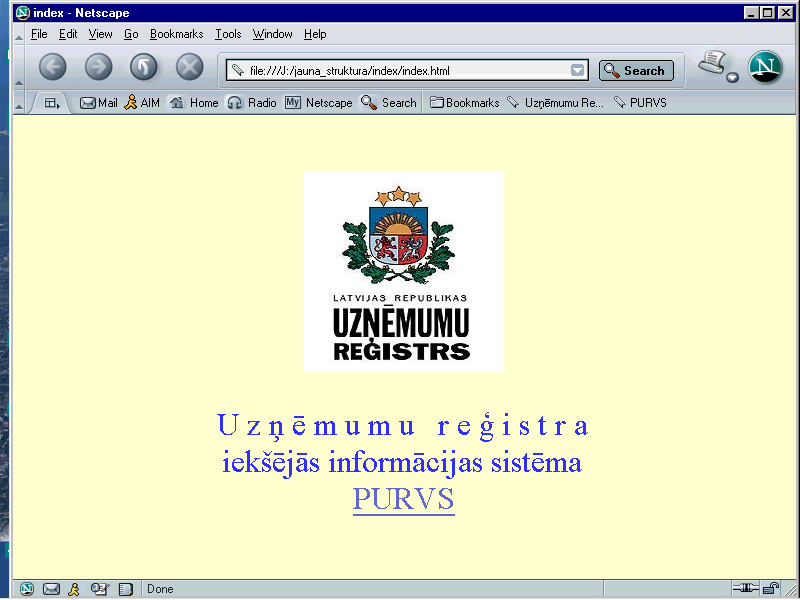 index - Netscape
File Edit View Go Bookmarks Tools Window Help
file:///J:/jauna_struktura/index/index.html Search N
Mail AIM Home Radio My Netscape Search Bookmarks Uzņēmumu Re... PURVS
LATVIJAS REPUBLIKAS
UZŅĒMUMU
REĢISTRS
Uzņēmumu reģistra
iekšējās informācijas sistēma
PURVS
Done